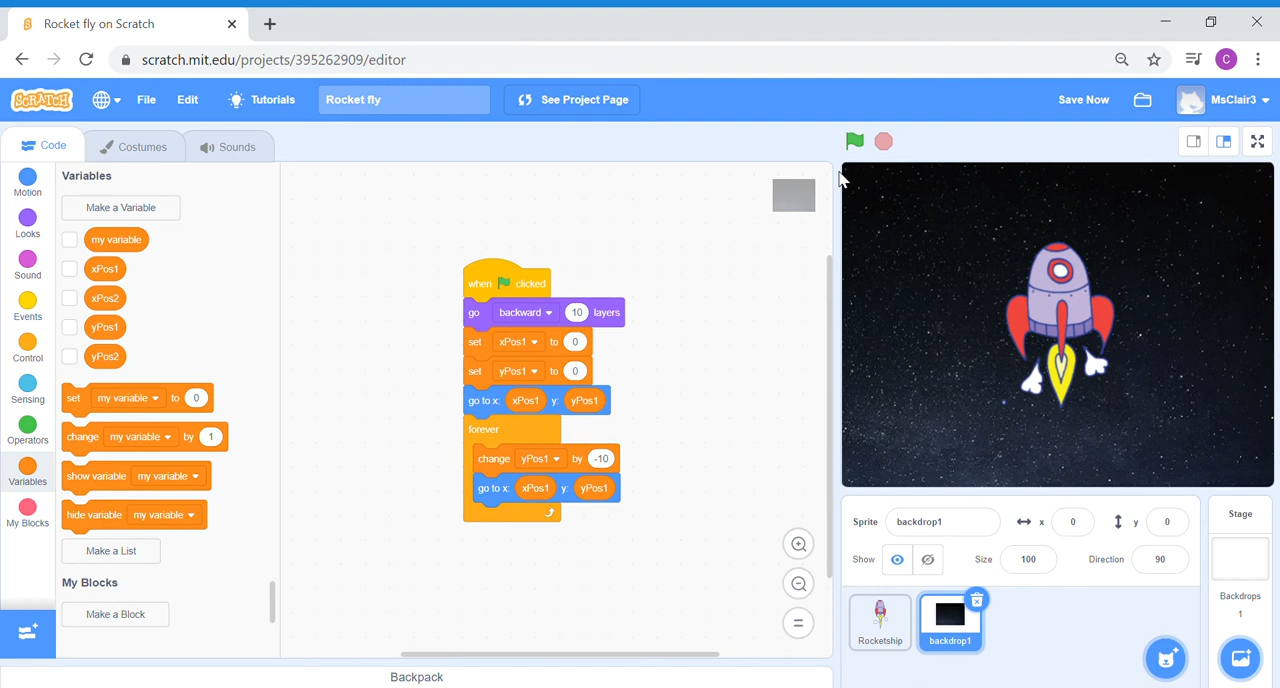 Rocket fly on Scratch
scratch.mit.edu/projects/395262909/editor
C
SCRATCH
File
Edit
Tutorials
Rocket fly
See Project Page
Save Now
MsClair3
Code
Costumes
Sounds
Motion
Looks
Sound
Events
Control
Sensing
Operators
Variables
My Blocks
Variables
Make a Variable
my variable
xPos1
xPos2
yPos1
yPos2
set my variable to 0
change my variable by 1
show variable my variable
hide variable my variable
Make a List
My Blocks
Make a Block
when clicked
go backward 10 layers
set xPos1 to 0
set yPos1 to 0
go to x: xPos1 y: yPos1
forever
change yPos1 by -10
go to x: xPos1 y: yPos1
Backpack
Sprite backdrop1 x 0 y 0
Show Size 100 Direction 90
Rocketship
backdrop1
Stage
Backdrops
1